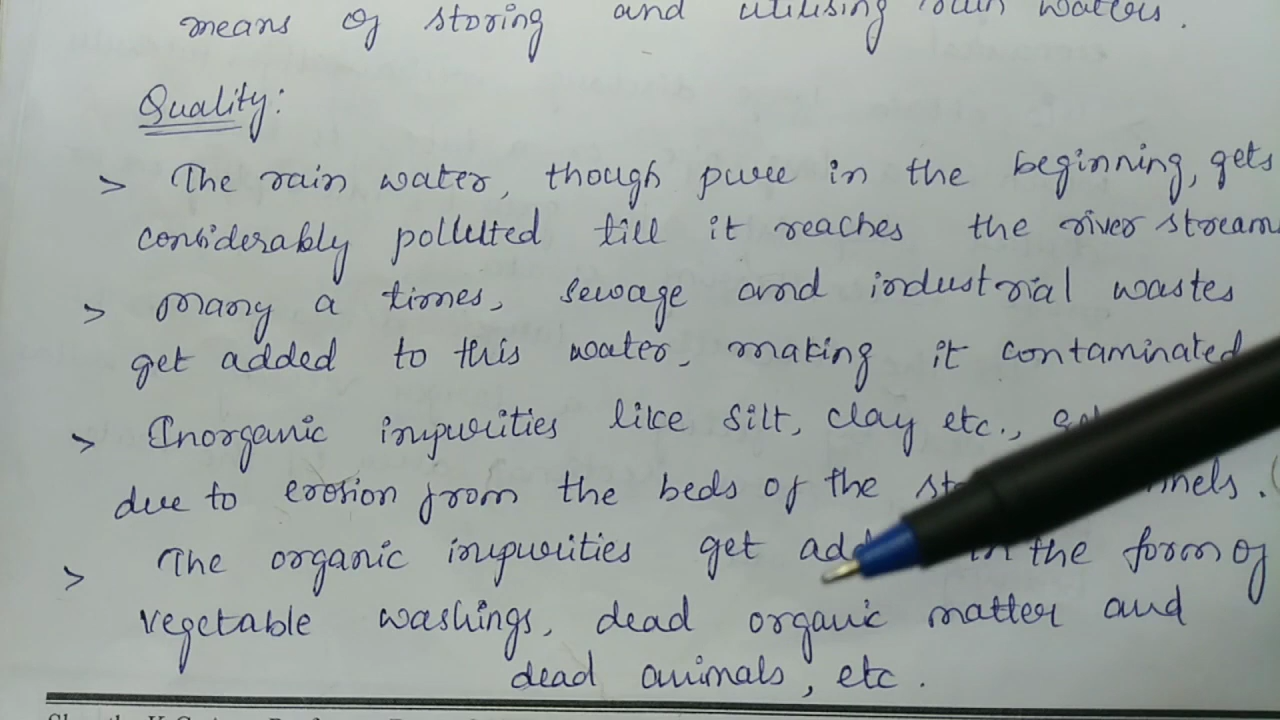 means of storing and utilising rain waters.
Quality:
> The rain water, though pure in the beginning, gets
considerably polluted till it reaches the river stream
> many a times, sewage and industrial wastes
get added to this water, making it contaminated
> Inorganic impurities like silt, clay etc.,
due to erosion from the beds of the
> The organic impurities get in the form of
vegetable washings, dead organic matter and
dead animals, etc.